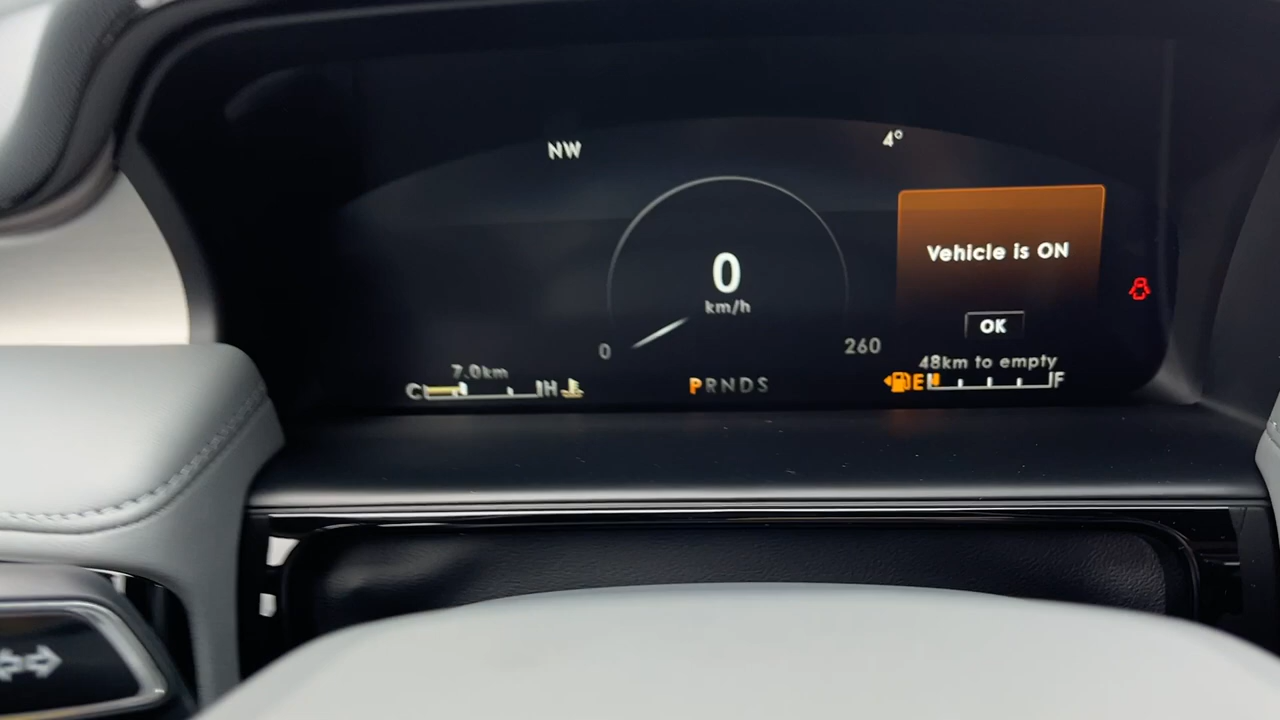 NW
4°
Vehicle is ON
0
km/h
OK
0
260
48km to empty
7.0km
C H
PRNDS
E F